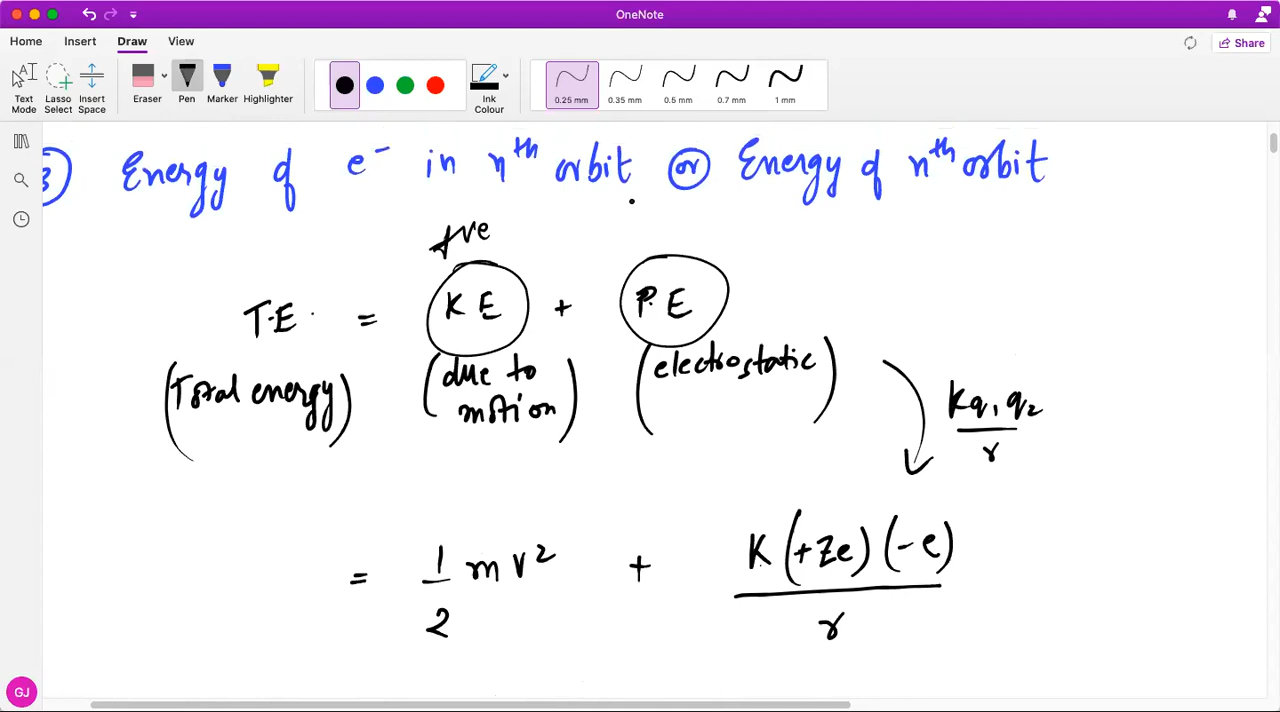 OneNote
Home Insert Draw View
Text Mode Lasso Select Insert Space Eraser Pen Marker Highlighter Ink Colour 0.25 mm 0.35 mm 0.5 mm 0.7 mm 1 mm Share
3) Energy of e⁻ in nᵗʰ orbit (or) Energy of nᵗʰ orbit
+ve
T.E = KE + P.E
(Total energy) (due to motion) (electrostatic)
Kq₁q₂/r
= 1/2 mv² + K(+Ze)(-e)/r
GJ